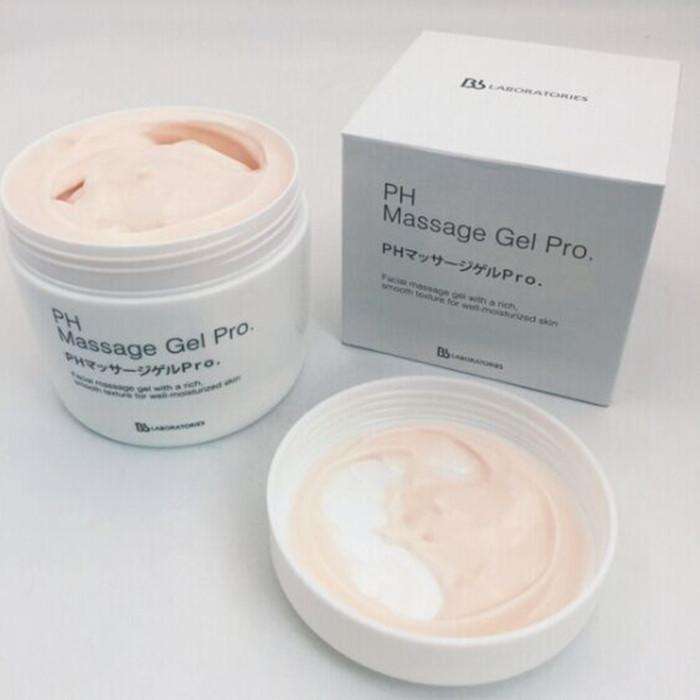 PH
Massage Gel Pro.
PHマッサージゲルPro.
Facial massage gel with a rich,
smooth texture for well-moisturized skin
Bb LABORATORIES
Bb LABORATORIES
PH
Massage Gel Pro.
PHマッサージゲルPro.
Facial massage gel with a rich,
smooth texture for well-moisturized skin
Bb LABORATORIES